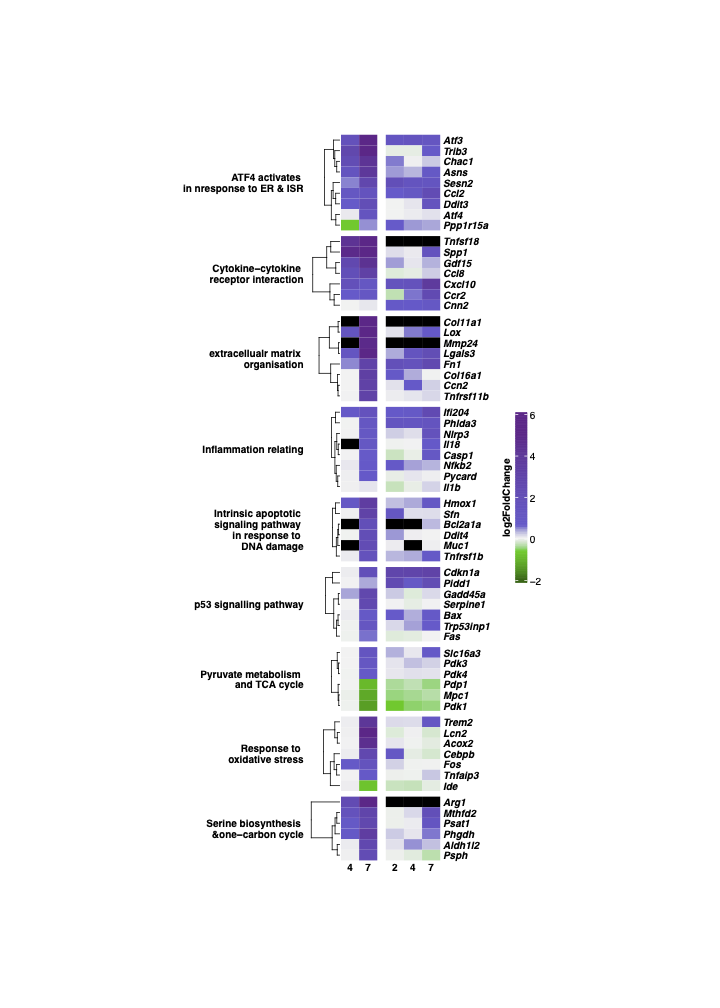 Atf3
Trib3
Chac1
Asns
Sesn2
Ccl2
Ddit3
Atf4
Ppp1r15a
ATF4 activates
in nresponse to ER & ISR
Tnfsf18
Spp1
Gdf15
Ccl8
Cxcl10
Ccr2
Cnn2
Cytokine–cytokine
receptor interaction
Col11a1
Lox
Mmp24
Lgals3
Fn1
Col16a1
Ccn2
Tnfrsf11b
extracelluair matrix
organisation
Ifi204
Phlda3
Nlrp3
Il18
Casp1
Nfkb2
Pycard
Il1b
Inflammation relating
Hmox1
Sfn
Bcl2a1a
Ddit4
Muc1
Tnfrsf1b
Intrinsic apoptotic
signaling pathway
in response to
DNA damage
Cdkn1a
Pidd1
Gadd45a
Serpine1
Bax
Trp53inp1
Fas
p53 signalling pathway
Slc16a3
Pdk3
Pdk4
Pdp1
Mpc1
Pdk1
Pyruvate metabolism
and TCA cycle
Trem2
Lcn2
Acox2
Cebpb
Fos
Tnfaip3
Ide
Response to
oxidative stress
Arg1
Mthfd2
Psat1
Phgdh
Aldh1l2
Psph
Serine biosynthesis
&one–carbon cycle
4 7 2 4 7
log2FoldChange
6
4
2
0
−2